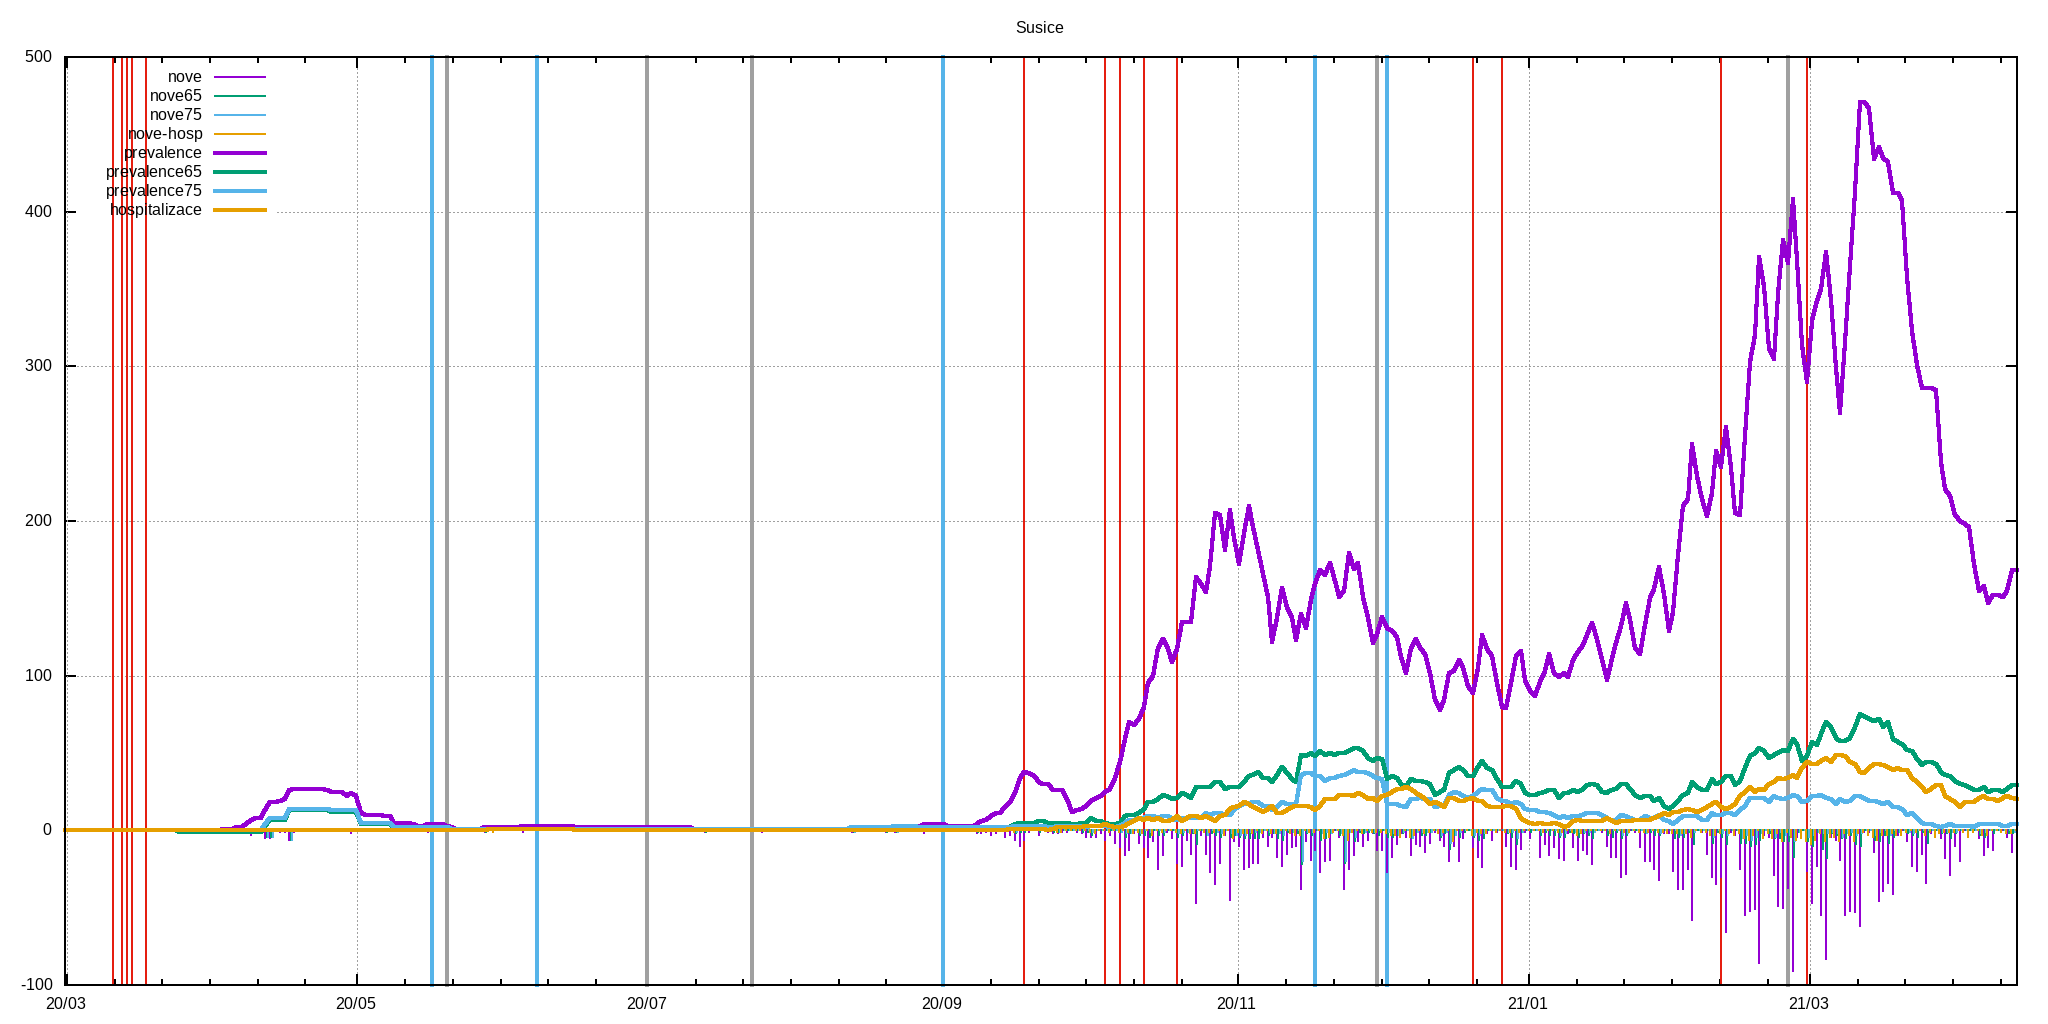 Susice
500
400
300
200
100
0
-100
nove
nove65
nove75
nove-hosp
prevalence
prevalence65
prevalence75
hospitalizace
20/03 20/05 20/07 20/09 20/11 21/01 21/03